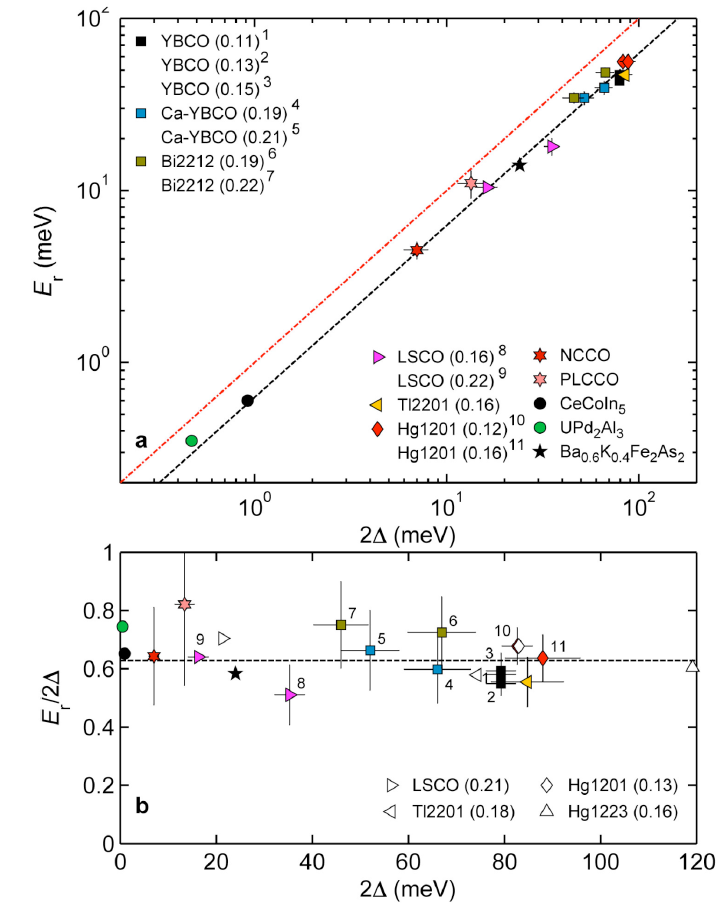 10²
YBCO (0.11)¹
YBCO (0.13)²
YBCO (0.15)³
Ca-YBCO (0.19)⁴
Ca-YBCO (0.21)⁵
Bi2212 (0.19)⁶
Bi2212 (0.22)⁷
10¹
Eᵣ (meV)
10⁰
LSCO (0.16)⁸
LSCO (0.22)⁹
Tl2201 (0.16)
Hg1201 (0.12)¹⁰
Hg1201 (0.16)¹¹
NCCO
PLCCO
CeCoIn₅
UPd₂Al₃
Ba₀.₆K₀.₄Fe₂As₂
a
10⁰ 10¹ 10²
2Δ (meV)
1
0.8
0.6
0.4
0.2
0
Eᵣ/2Δ
9
8
7
5
6
4
3
1
2
10
11
LSCO (0.21)
Tl2201 (0.18)
Hg1201 (0.13)
Hg1223 (0.16)
b
0 20 40 60 80 100 120
2Δ (meV)